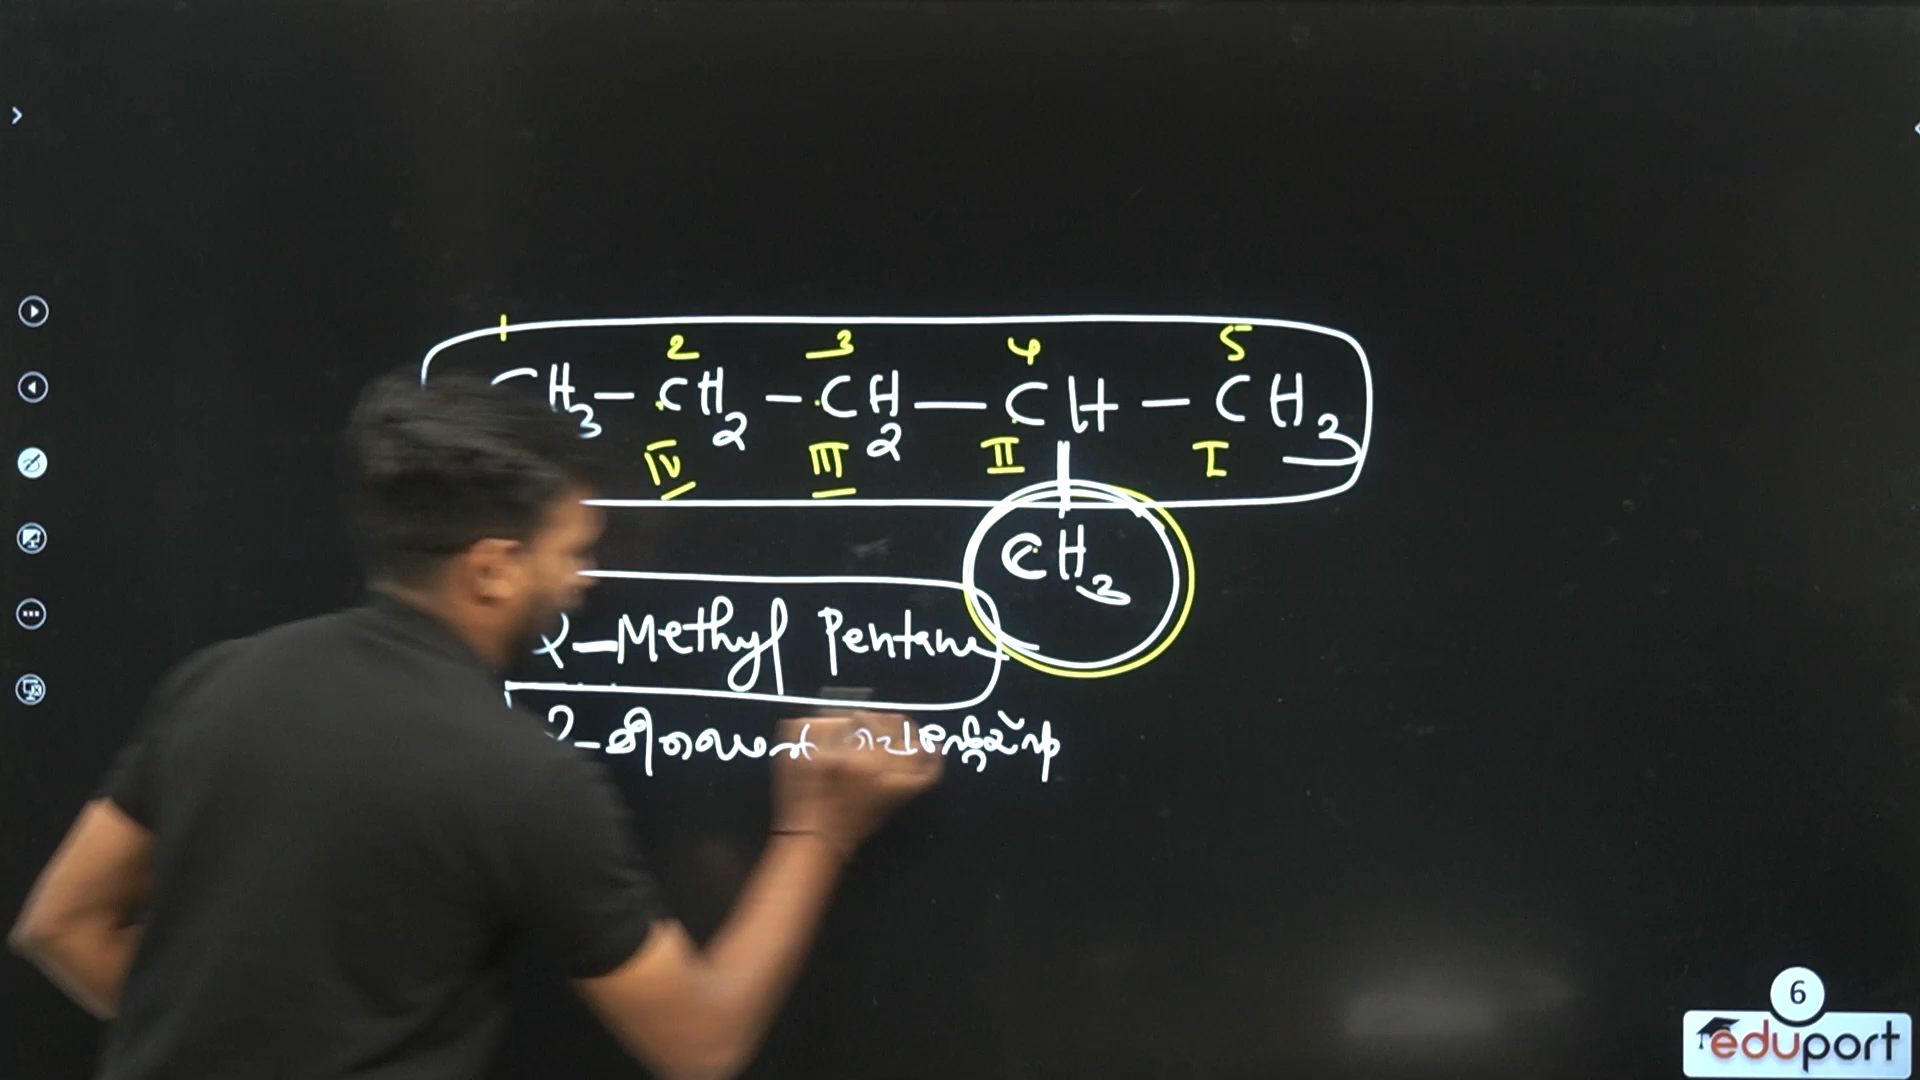 1 2 3 4 5
CH3 – CH2 – CH2 – CH – CH3
IV III II I
CH3
2-Methyl Pentane
2-മീതൈൽ പെന്റെയ്ൻ
6
eduport